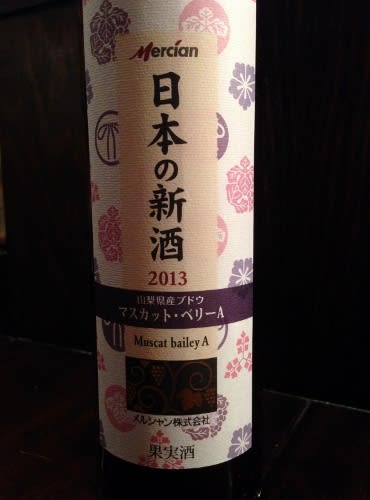 Mercian
日本の新酒
2013
山梨県産ブドウ
マスカット・ベリーA
Muscat bailey A
メルシャン株式会社
果実酒